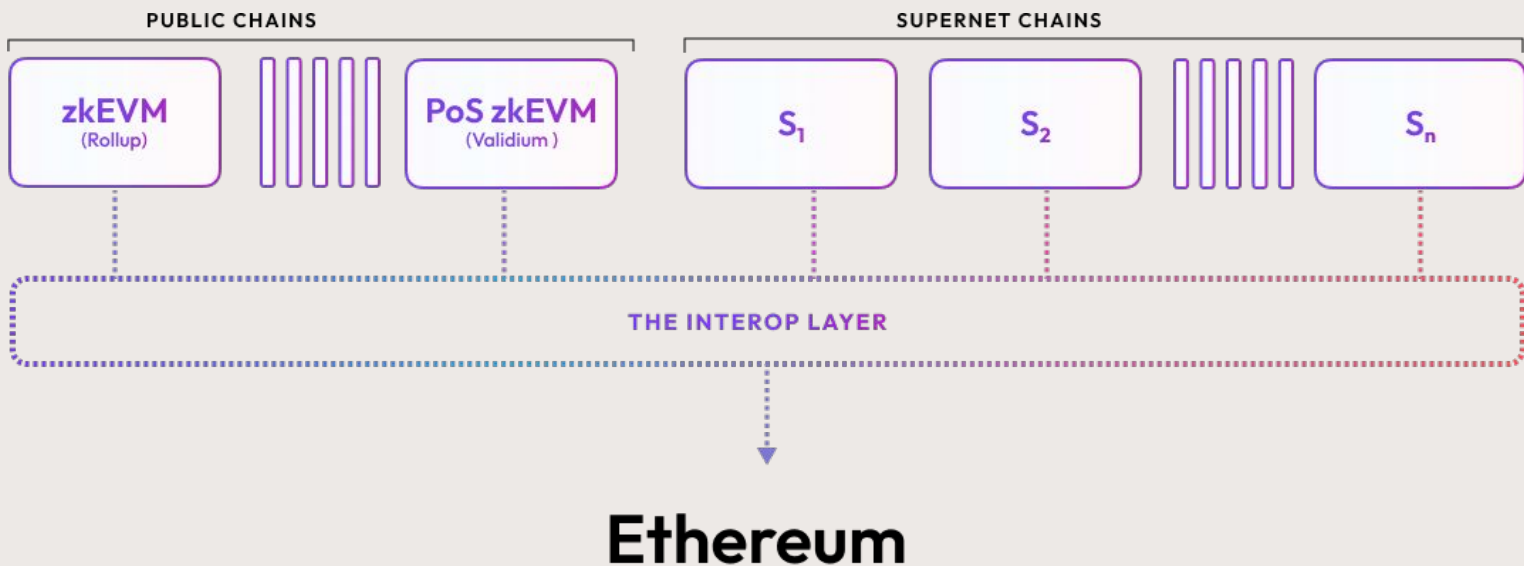 PUBLIC CHAINS
SUPERNET CHAINS
zkEVM
(Rollup)
PoS zkEVM
(Validium )
S₁
S₂
Sₙ
THE INTEROP LAYER
Ethereum